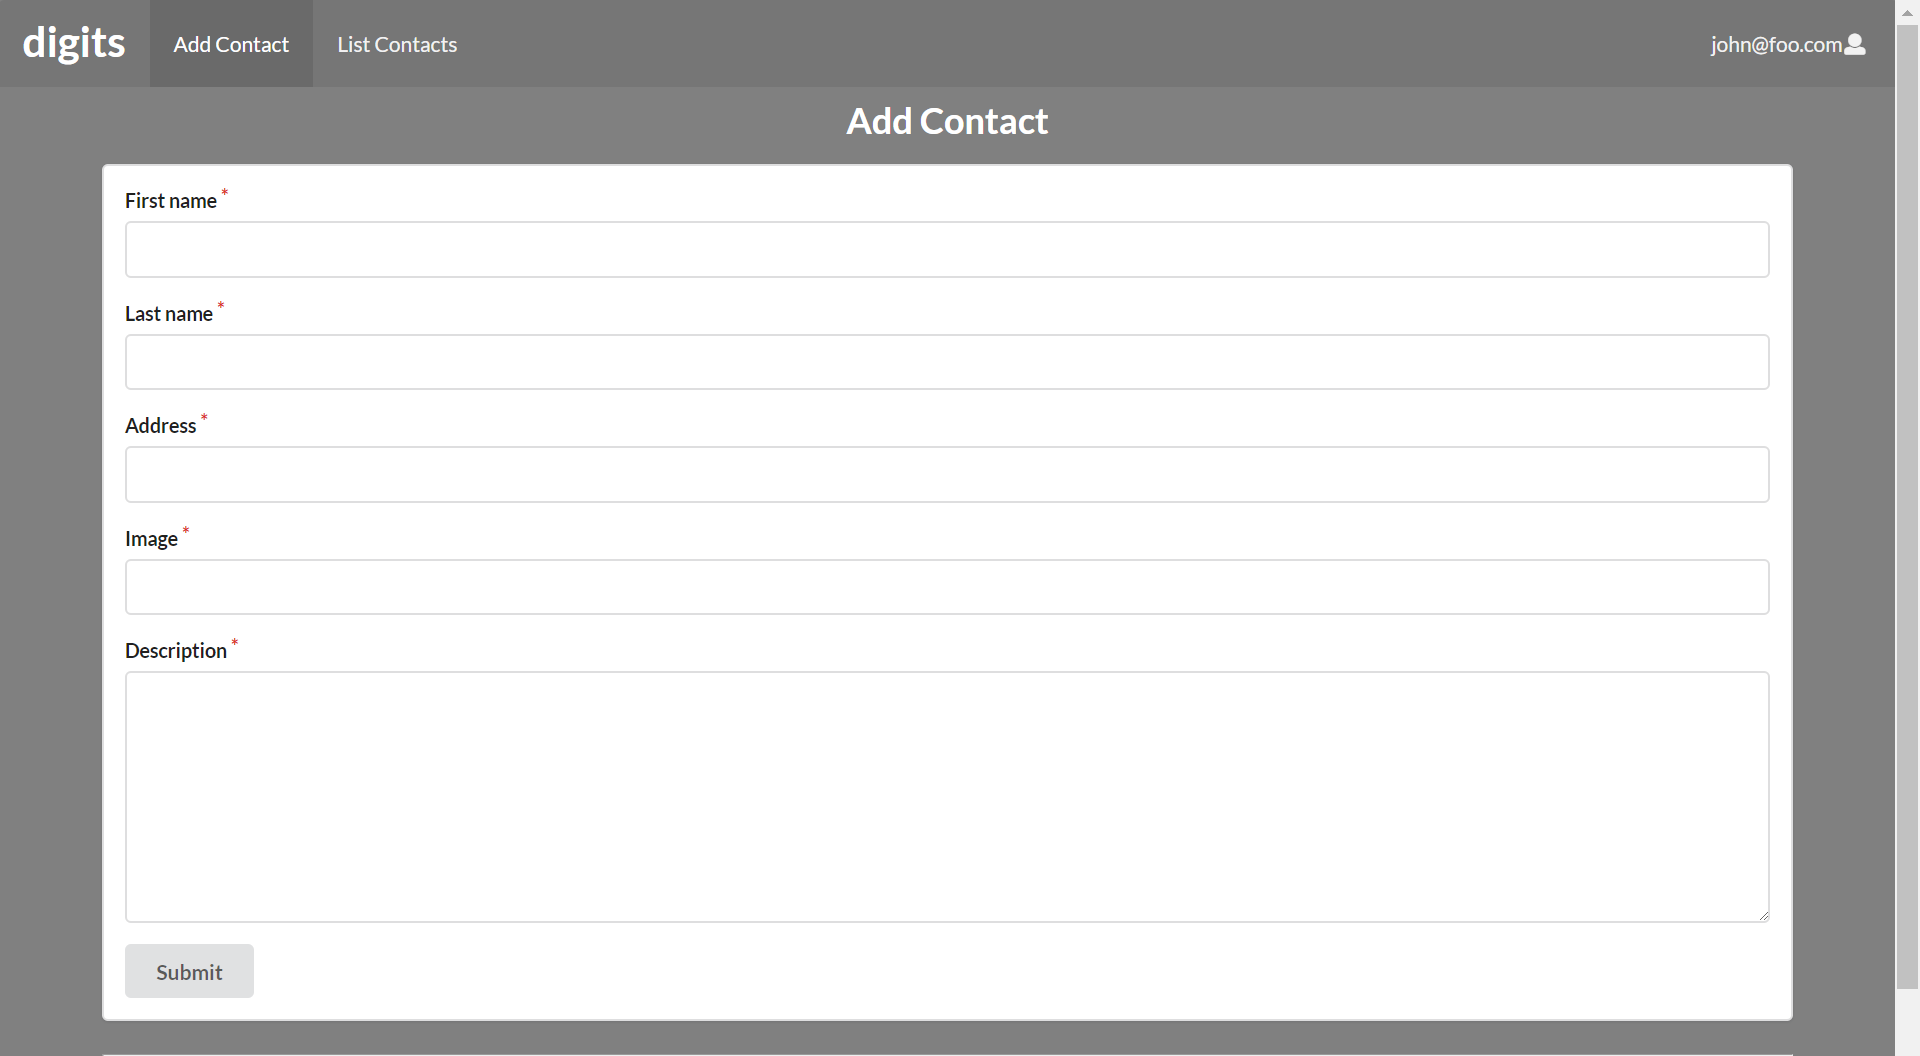 digits
Add Contact
List Contacts
john@foo.com
Add Contact
First name *
Last name *
Address *
Image *
Description *
Submit